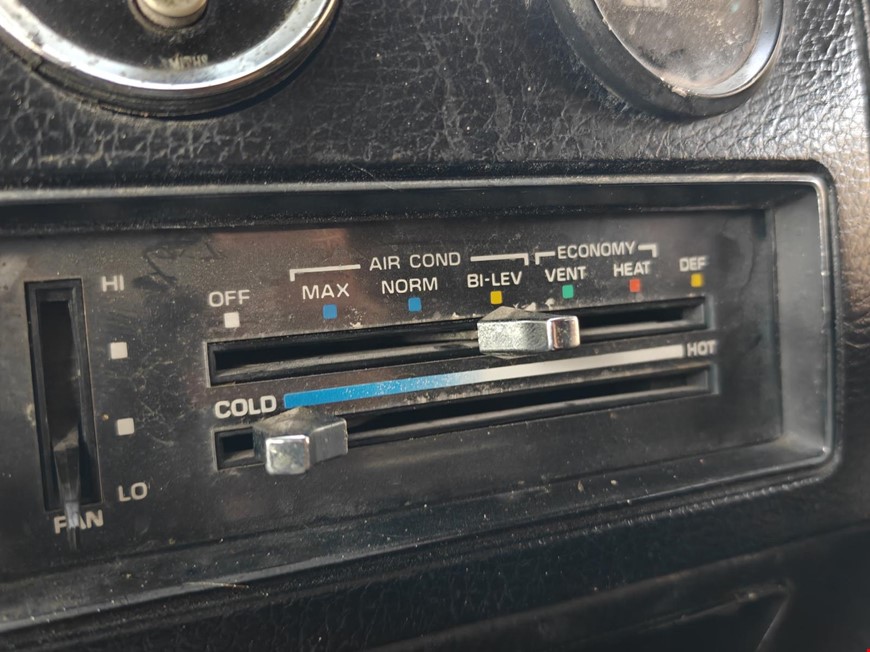 AIR COND ECONOMY
HI OFF MAX NORM BI-LEV VENT HEAT DEF
COLD HOT
LO
FAN